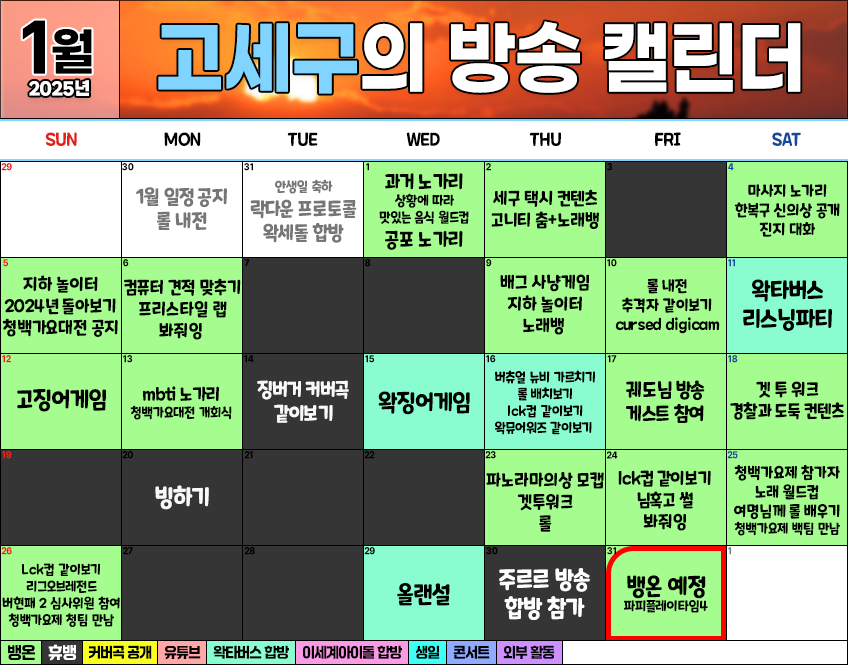 1월
2025년
고세구의 방송 캘린더
SUN MON TUE WED THU FRI SAT
29
30
1월 일정 공지
롤 내전
31
안생일 축하
락다운 프로토콜
왁세돌 합방
1
과거 노가리
상황에 따라
맛있는 음식 월드컵
공포 노가리
2
세구 택시 컨텐츠
고니티 춤+노래뱅
3
4
마사지 노가리
한복구 신의상 공개
진지 대화
5
지하 놀이터
2024년 돌아보기
청백가요대전 공지
6
컴퓨터 견적 맞추기
프리스타일 랩
봐줘잉
7
8
9
배그 사냥게임
지하 놀이터
노래뱅
10
롤 내전
추격자 같이보기
cursed digicam
11
왁타버스
리스닝파티
12
고징어게임
13
mbti 노가리
청백가요대전 개회식
14
징버거 커버곡
같이보기
15
왁징어게임
16
버츄얼 뉴비 가르치기
롤 배치보기
lck컵 같이보기
왁뮤어워즈 같이보기
17
궤도님 방송
게스트 참여
18
겟 투 워크
경찰과 도둑 컨텐츠
19
20
빙하기
21
22
23
파노라마의상 모캡
겟투워크
롤
24
lck컵 같이보기
님혹고 썰
봐줘잉
25
청백가요제 참가자
노래 월드컵
여명님께 롤 배우기
청백가요제 백팀 만남
26
Lck컵 같이보기
리그오브레전드
버현패 2 심사위원 참여
청백가요제 청팀 만남
27
28
29
올랜설
30
주르르 방송
합방 참가
31
뱅온 예정
파피플레이타임4
1
뱅온 휴뱅 커버곡 공개 유튜브 왁타버스 합방 이세계아이돌 합방 생일 콘서트 외부 활동